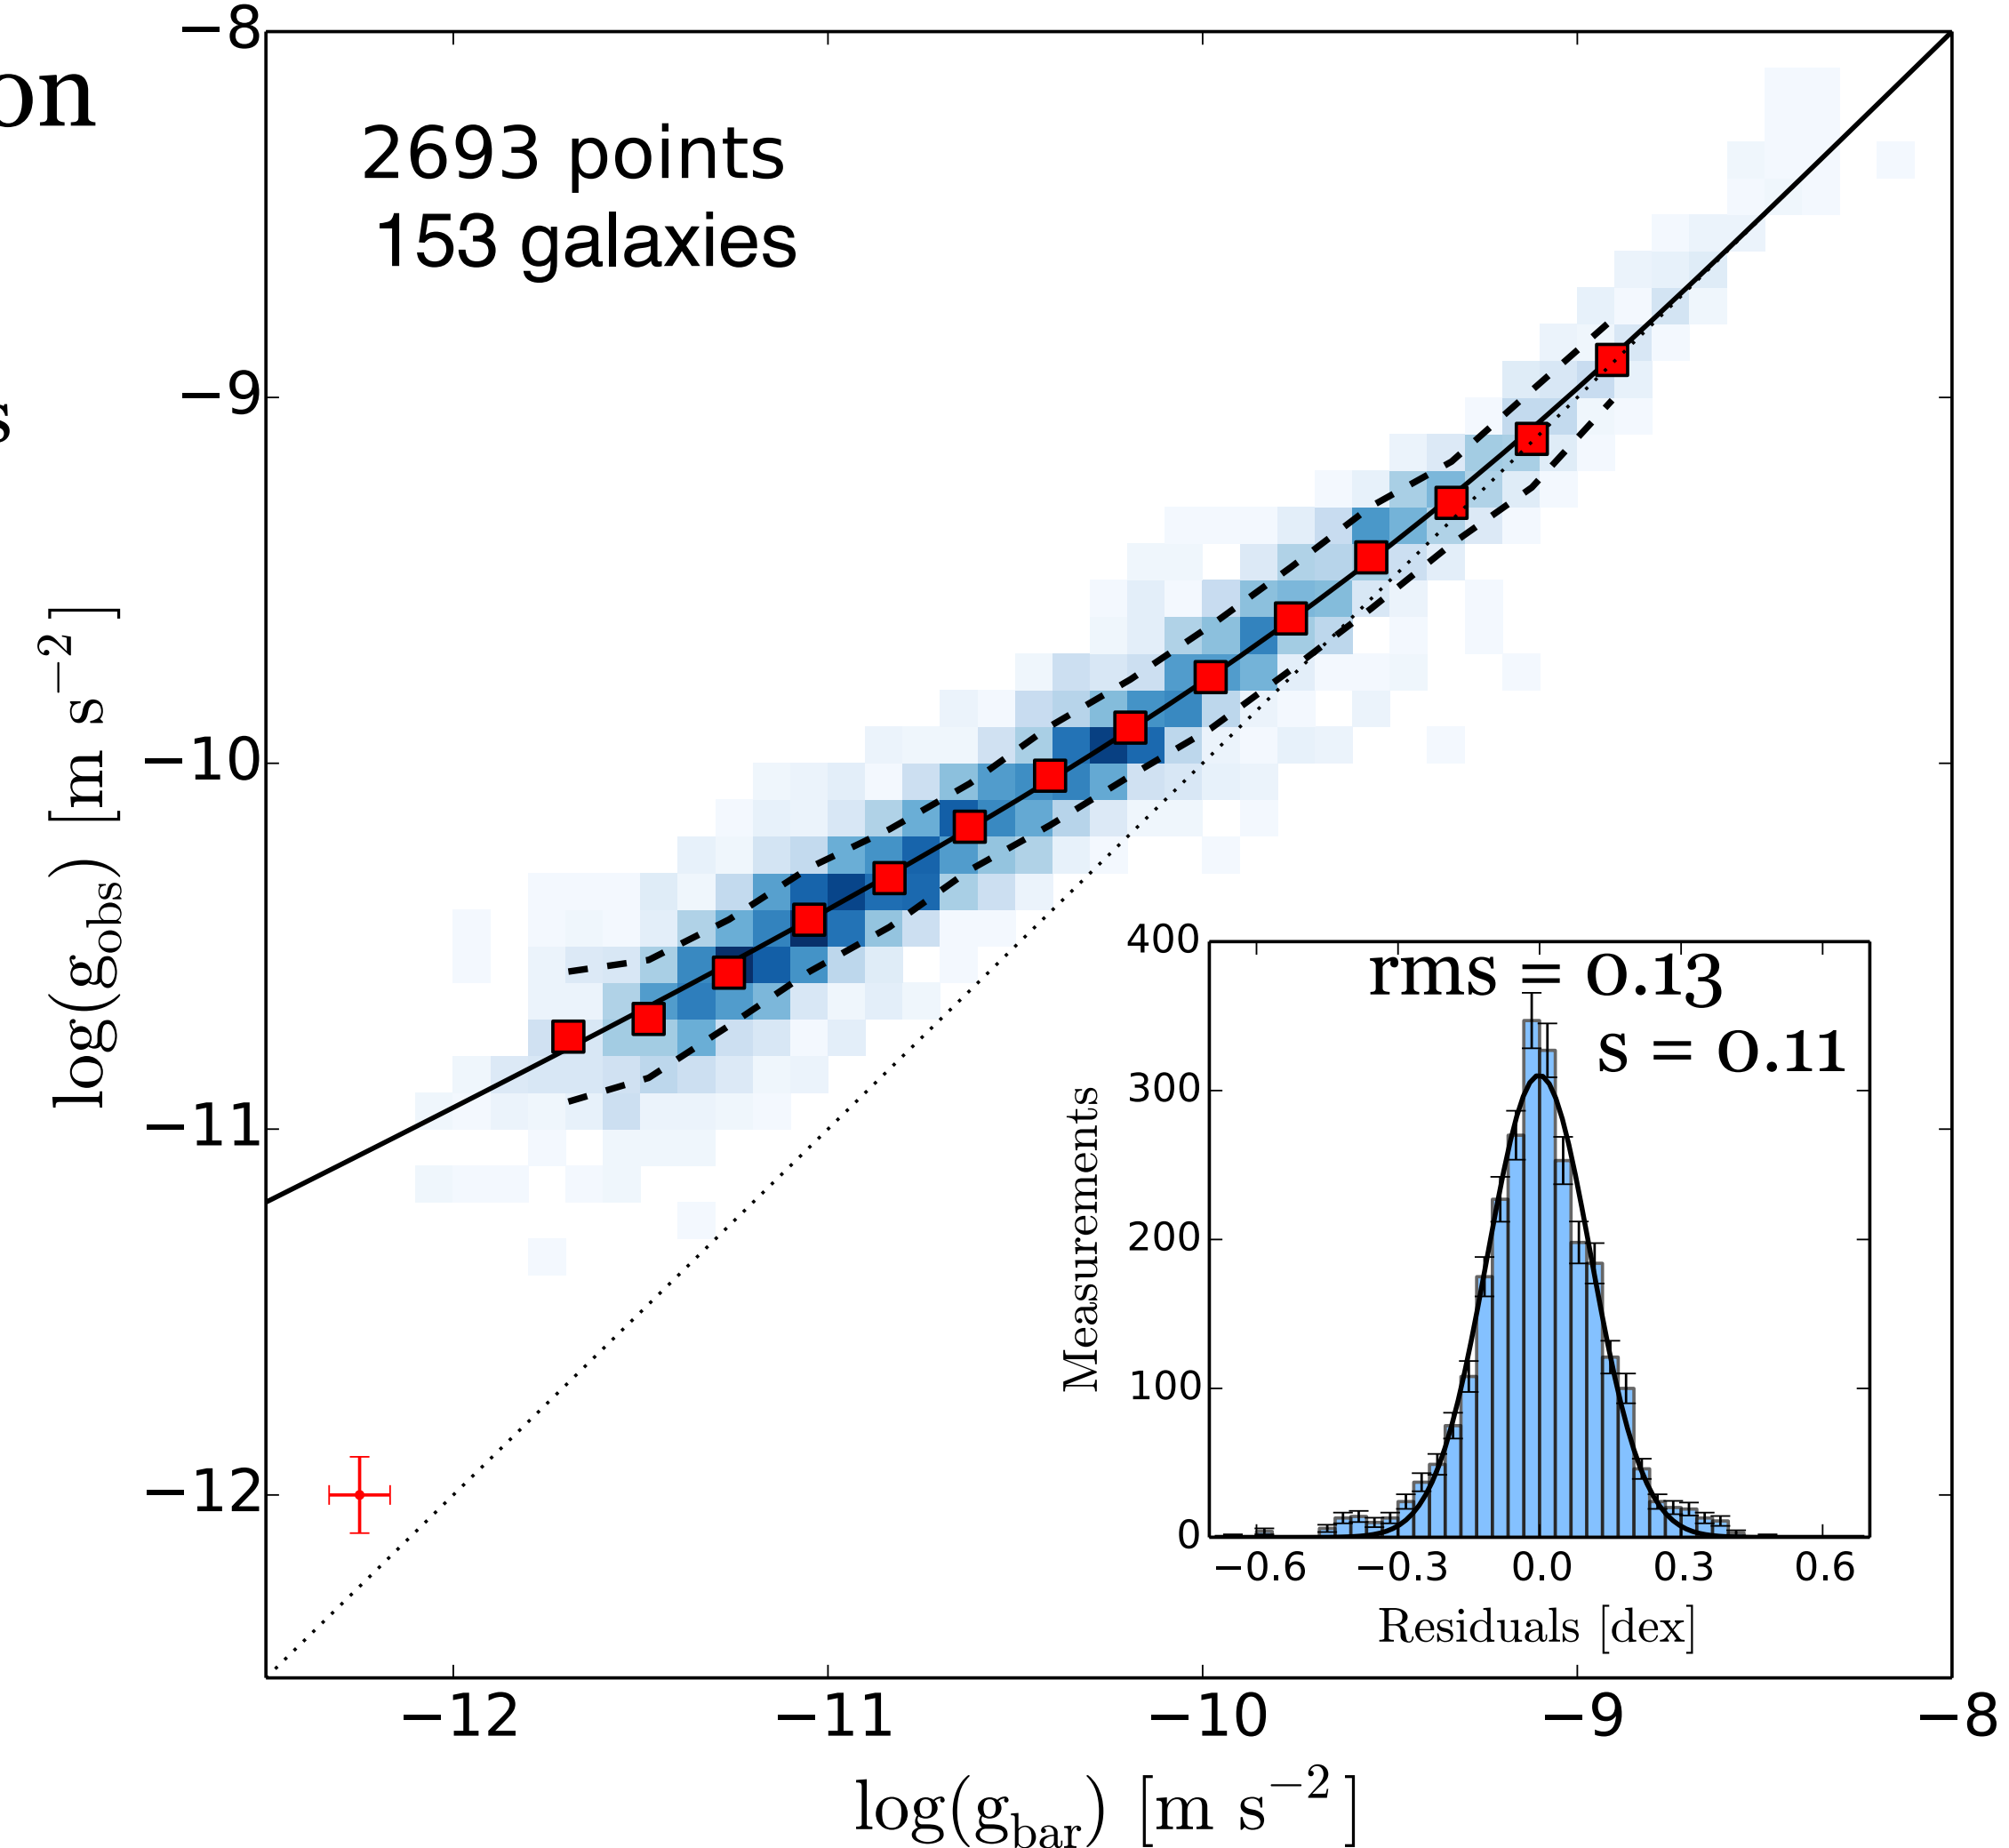 on
s
2693 points
153 galaxies
−8
−9
−10
−11
−12
log(g_obs) [m s⁻²]
−12
−11
−10
−9
−8
log(g_bar) [m s⁻²]
rms = 0.13
s = 0.11
400
300
200
100
0
Measurements
−0.6
−0.3
0.0
0.3
0.6
Residuals [dex]